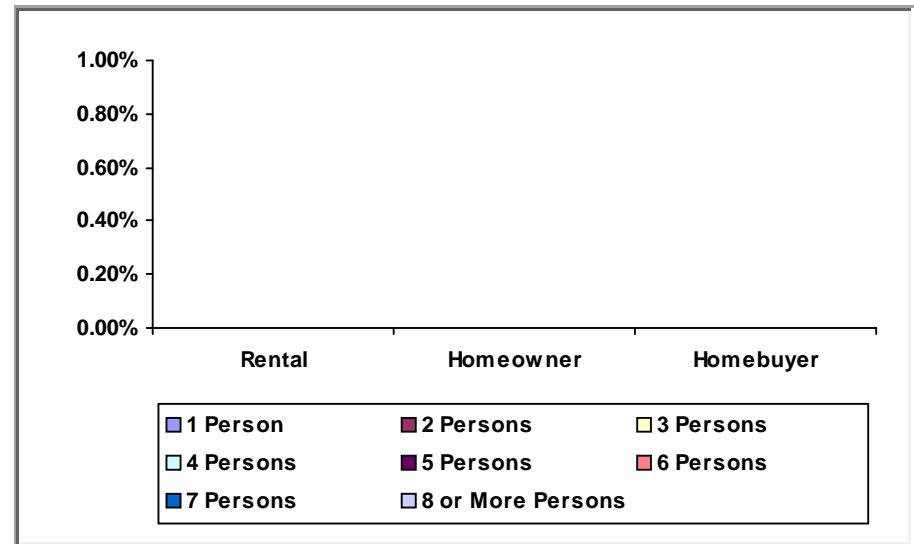 1.00%
0.80%
0.60%
0.40%
0.20%
0.00%
Rental Homeowner Homebuyer
1 Person 2 Persons 3 Persons
4 Persons 5 Persons 6 Persons
7 Persons 8 or More Persons